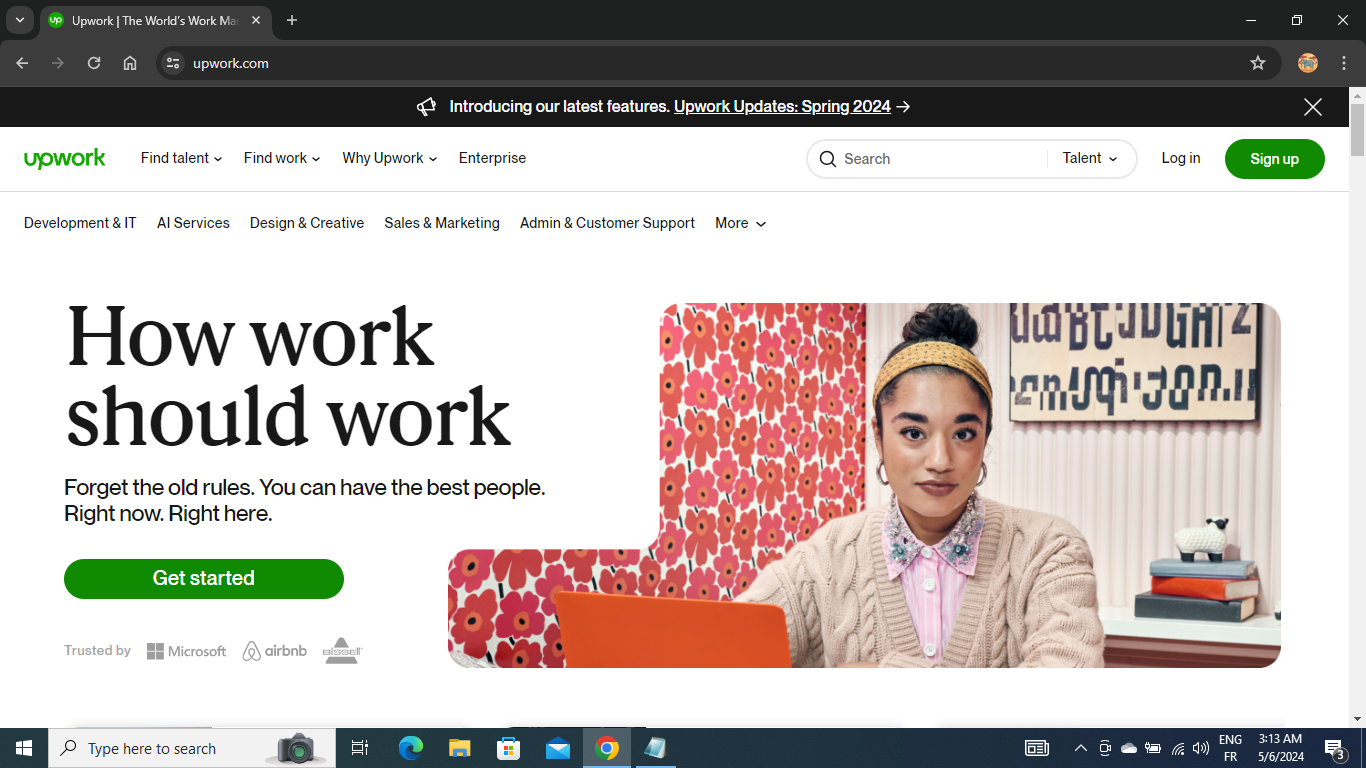 Upwork | The World's Work Ma
upwork.com
Introducing our latest features. Upwork Updates: Spring 2024 →
upwork Find talent Find work Why Upwork Enterprise Search Talent Log in Sign up
Development & IT AI Services Design & Creative Sales & Marketing Admin & Customer Support More
How work
should work
Forget the old rules. You can have the best people.
Right now. Right here.
Get started
Trusted by Microsoft airbnb BISSELL
Type here to search
ENG
FR
3:13 AM
5/6/2024
3